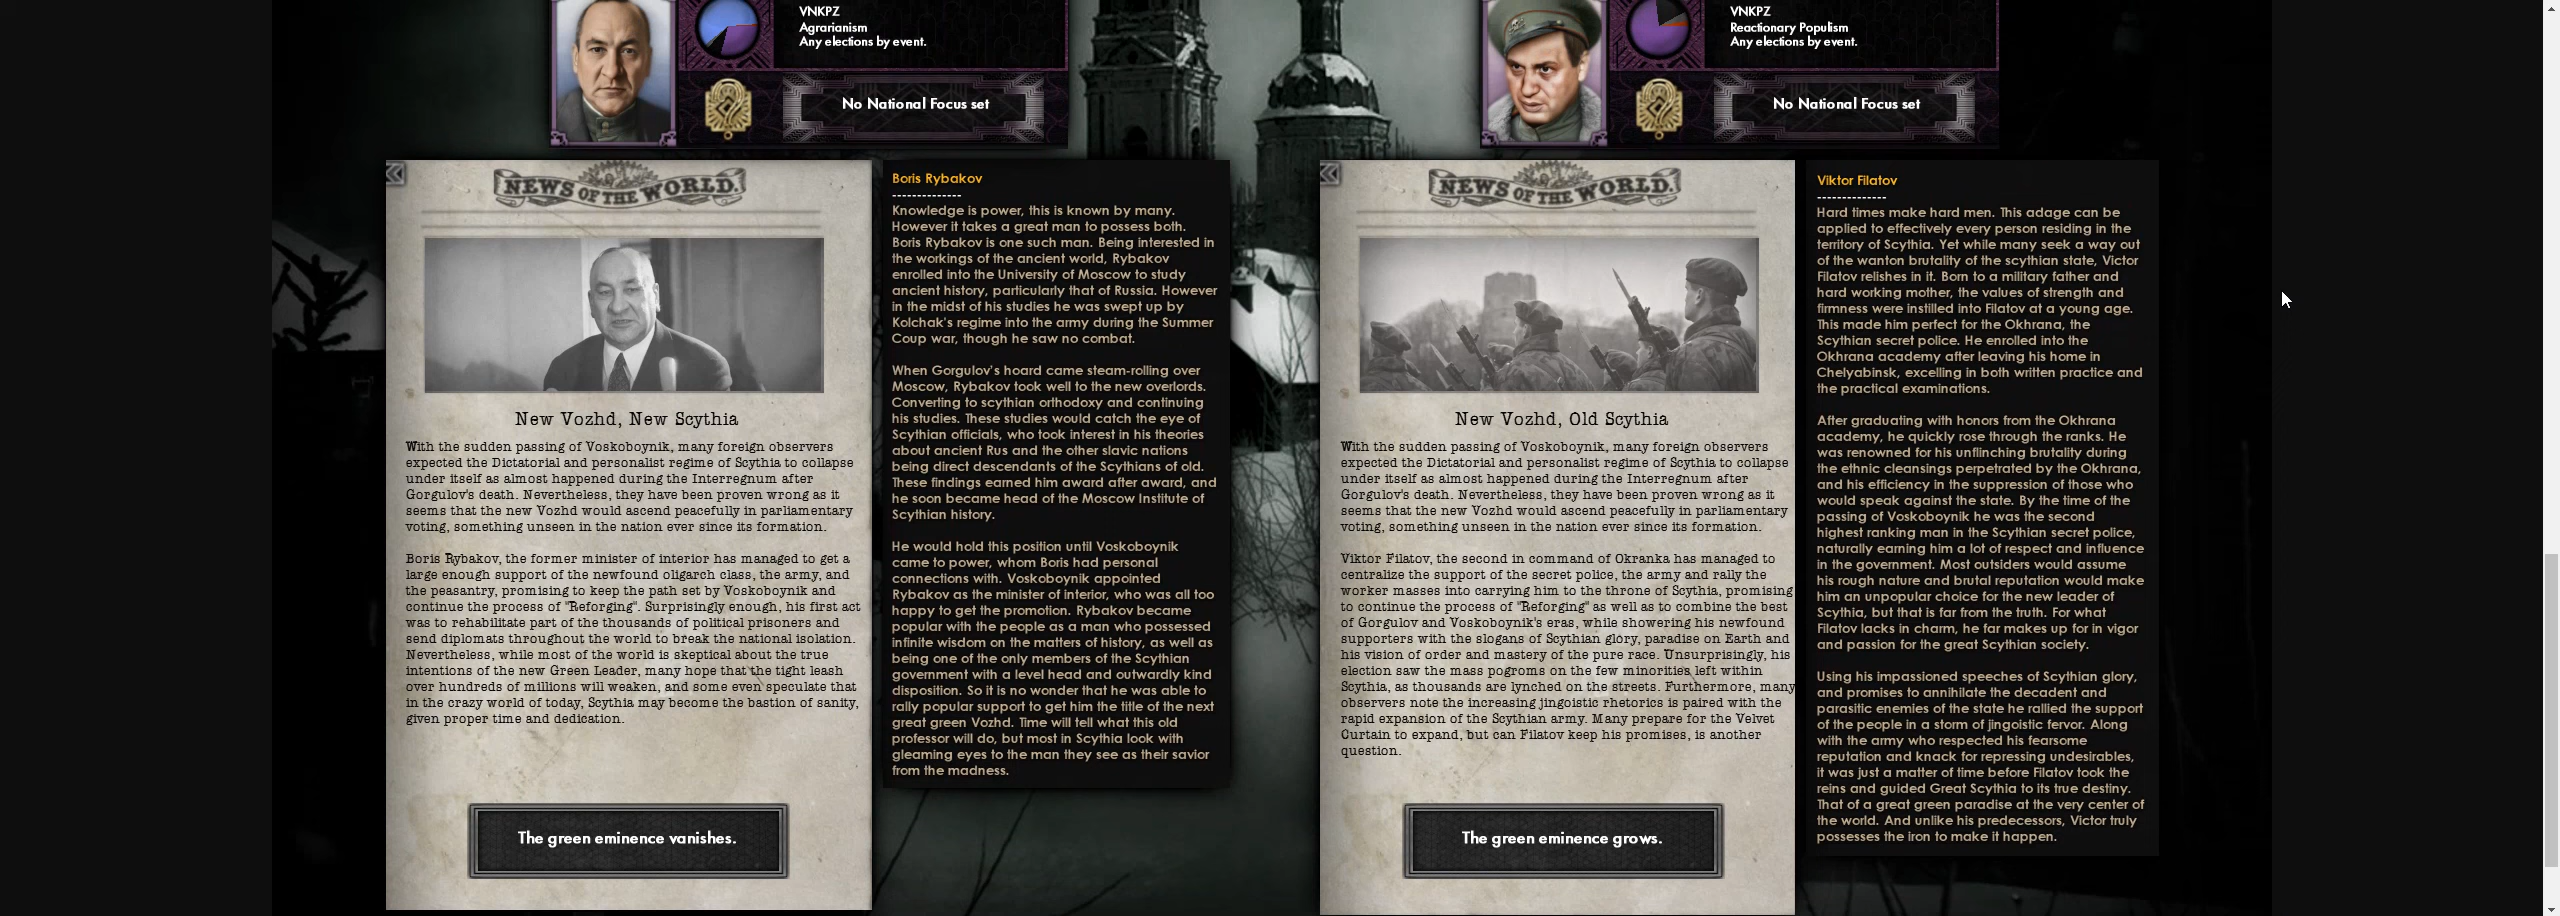 VNKPZ
Agrarianism
Any elections by event.
No National Focus set
VNKPZ
Reactionary Populism
Any elections by event.
No National Focus set
NEWS OF THE WORLD.
New Vozhd, New Scythia
With the sudden passing of Voskoboynik, many foreign observers
expected the Dictatorial and personalist regime of Scythia to collapse
under itself as almost happened during the Interregnum after
Gorgulov's death. Nevertheless, they have been proven wrong as it
seems that the new Vozhd would ascend peacefully in parliamentary
voting, something unseen in the nation ever since its formation.
Boris Rybakov, the former minister of interior has managed to get a
large enough support of the newfound oligarch class, the army, and
the peasantry, promising to keep the path set by Voskoboynik and
continue the process of "Reforging". Surprisingly enough, his first act
was to rehabilitate part of the thousands of political prisoners and
send diplomats throughout the world to break the national isolation.
Nevertheless, while most of the world is skeptical about the true
intentions of the new Green Leader, many hope that the tight leash
over hundreds of millions will weaken, and some even speculate that
in the crazy world of today, Scythia may become the bastion of sanity,
given proper time and dedication.
The green eminence vanishes.
Boris Rybakov
--------------
Knowledge is power, this is known by many.
However it takes a great man to possess both.
Boris Rybakov is one such man. Being interested in
the workings of the ancient world, Rybakov
enrolled into the University of Moscow to study
ancient history, particularly that of Russia. However
in the midst of his studies he was swept up by
Kolchak's regime into the army during the Summer
Coup war, though he saw no combat.
When Gorgulov's hoard came steam-rolling over
Moscow, Rybakov took well to the new overlords.
Converting to scythian orthodoxy and continuing
his studies. These studies would catch the eye of
Scythian officials, who took interest in his theories
about ancient Rus and the other slavic nations
being direct descendants of the Scythians of old.
These findings earned him award after award, and
he soon became head of the Moscow Institute of
Scythian history.
He would hold this position until Voskoboynik
came to power, whom Boris had personal
connections with. Voskoboynik appointed
Rybakov as the minister of interior, who was all too
happy to get the promotion. Rybakov became
popular with the people as a man who possessed
infinite wisdom on the matters of history, as well as
being one of the only members of the Scythian
government with a level head and outwardly kind
disposition. So it is no wonder that he was able to
rally popular support to get him the title of the next
great green Vozhd. Time will tell what this old
professor will do, but most in Scythia look with
gleaming eyes to the man they see as their savior
from the madness.
NEWS OF THE WORLD.
New Vozhd, Old Scythia
With the sudden passing of Voskoboynik, many foreign observers
expected the Dictatorial and personalist regime of Scythia to collapse
under itself as almost happened during the Interregnum after
Gorgulov's death. Nevertheless, they have been proven wrong as it
seems that the new Vozhd would ascend peacefully in parliamentary
voting, something unseen in the nation ever since its formation.
Viktor Filatov, the second in command of Okranka has managed to
centralize the support of the secret police, the army and rally the
worker masses into carrying him to the throne of Scythia, promising
to continue the process of "Reforging" as well as to combine the best
of Gorgulov and Voskoboynik's eras, while showering his newfound
supporters with the slogans of Scythian glory, paradise on Earth and
his vision of order and mastery of the pure race. Unsurprisingly, his
election saw the mass pogroms on the few minorities left within
Scythia, as thousands are lynched on the streets. Furthermore, many
observers note the increasing jingoistic rhetorics is paired with the
rapid expansion of the Scythian army. Many prepare for the Velvet
Curtain to expand, but can Filatov keep his promises, is another
question.
The green eminence grows.
Viktor Filatov
--------------
Hard times make hard men. This adage can be
applied to effectively every person residing in the
territory of Scythia. Yet while many seek a way out
of the wanton brutality of the scythian state, Victor
Filatov relishes in it. Born to a military father and
hard working mother, the values of strength and
firmness were instilled into Filatov at a young age.
This made him perfect for the Okhrana, the
Scythian secret police. He enrolled into the
Okhrana academy after leaving his home in
Chelyabinsk, excelling in both written practice and
the practical examinations.
After graduating with honors from the Okhrana
academy, he quickly rose through the ranks. He
was renowned for his unflinching brutality during
the ethnic cleansings perpetrated by the Okhrana,
and his efficiency in the suppression of those who
would speak against the state. By the time of the
passing of Voskoboynik he was the second
highest ranking man in the Scythian secret police,
naturally earning him a lot of respect and influence
in the government. Most outsiders would assume
his rough nature and brutal reputation would make
him an unpopular choice for the new leader of
Scythia, but that is far from the truth. For what
Filatov lacks in charm, he far makes up for in vigor
and passion for the great Scythian society.
Using his impassioned speeches of Scythian glory,
and promises to annihilate the decadent and
parasitic enemies of the state he rallied the support
of the people in a storm of jingoistic fervor. Along
with the army who respected his fearsome
reputation and knack for repressing undesirables,
it was just a matter of time before Filatov took the
reins and guided Great Scythia to its true destiny.
That of a great green paradise at the very center of
the world. And unlike his predecessors, Victor truly
possesses the iron to make it happen.